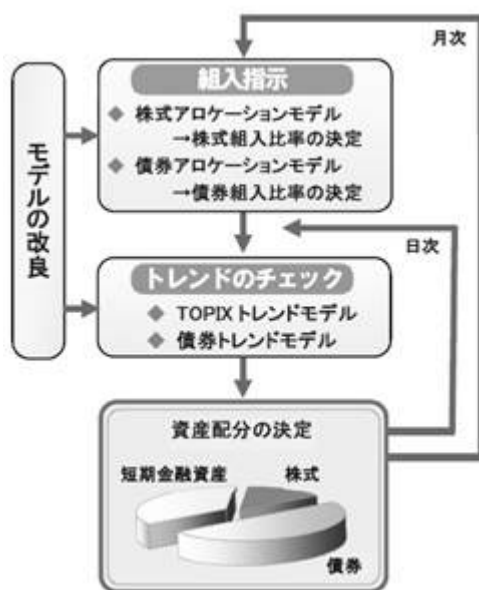 月次
組入指示
◆ 株式アロケーションモデル
→株式組入比率の決定
◆ 債券アロケーションモデル
→債券組入比率の決定
モデルの改良
日次
トレンドのチェック
◆ TOPIXトレンドモデル
◆ 債券トレンドモデル
資産配分の決定
短期金融資産
株式
債券